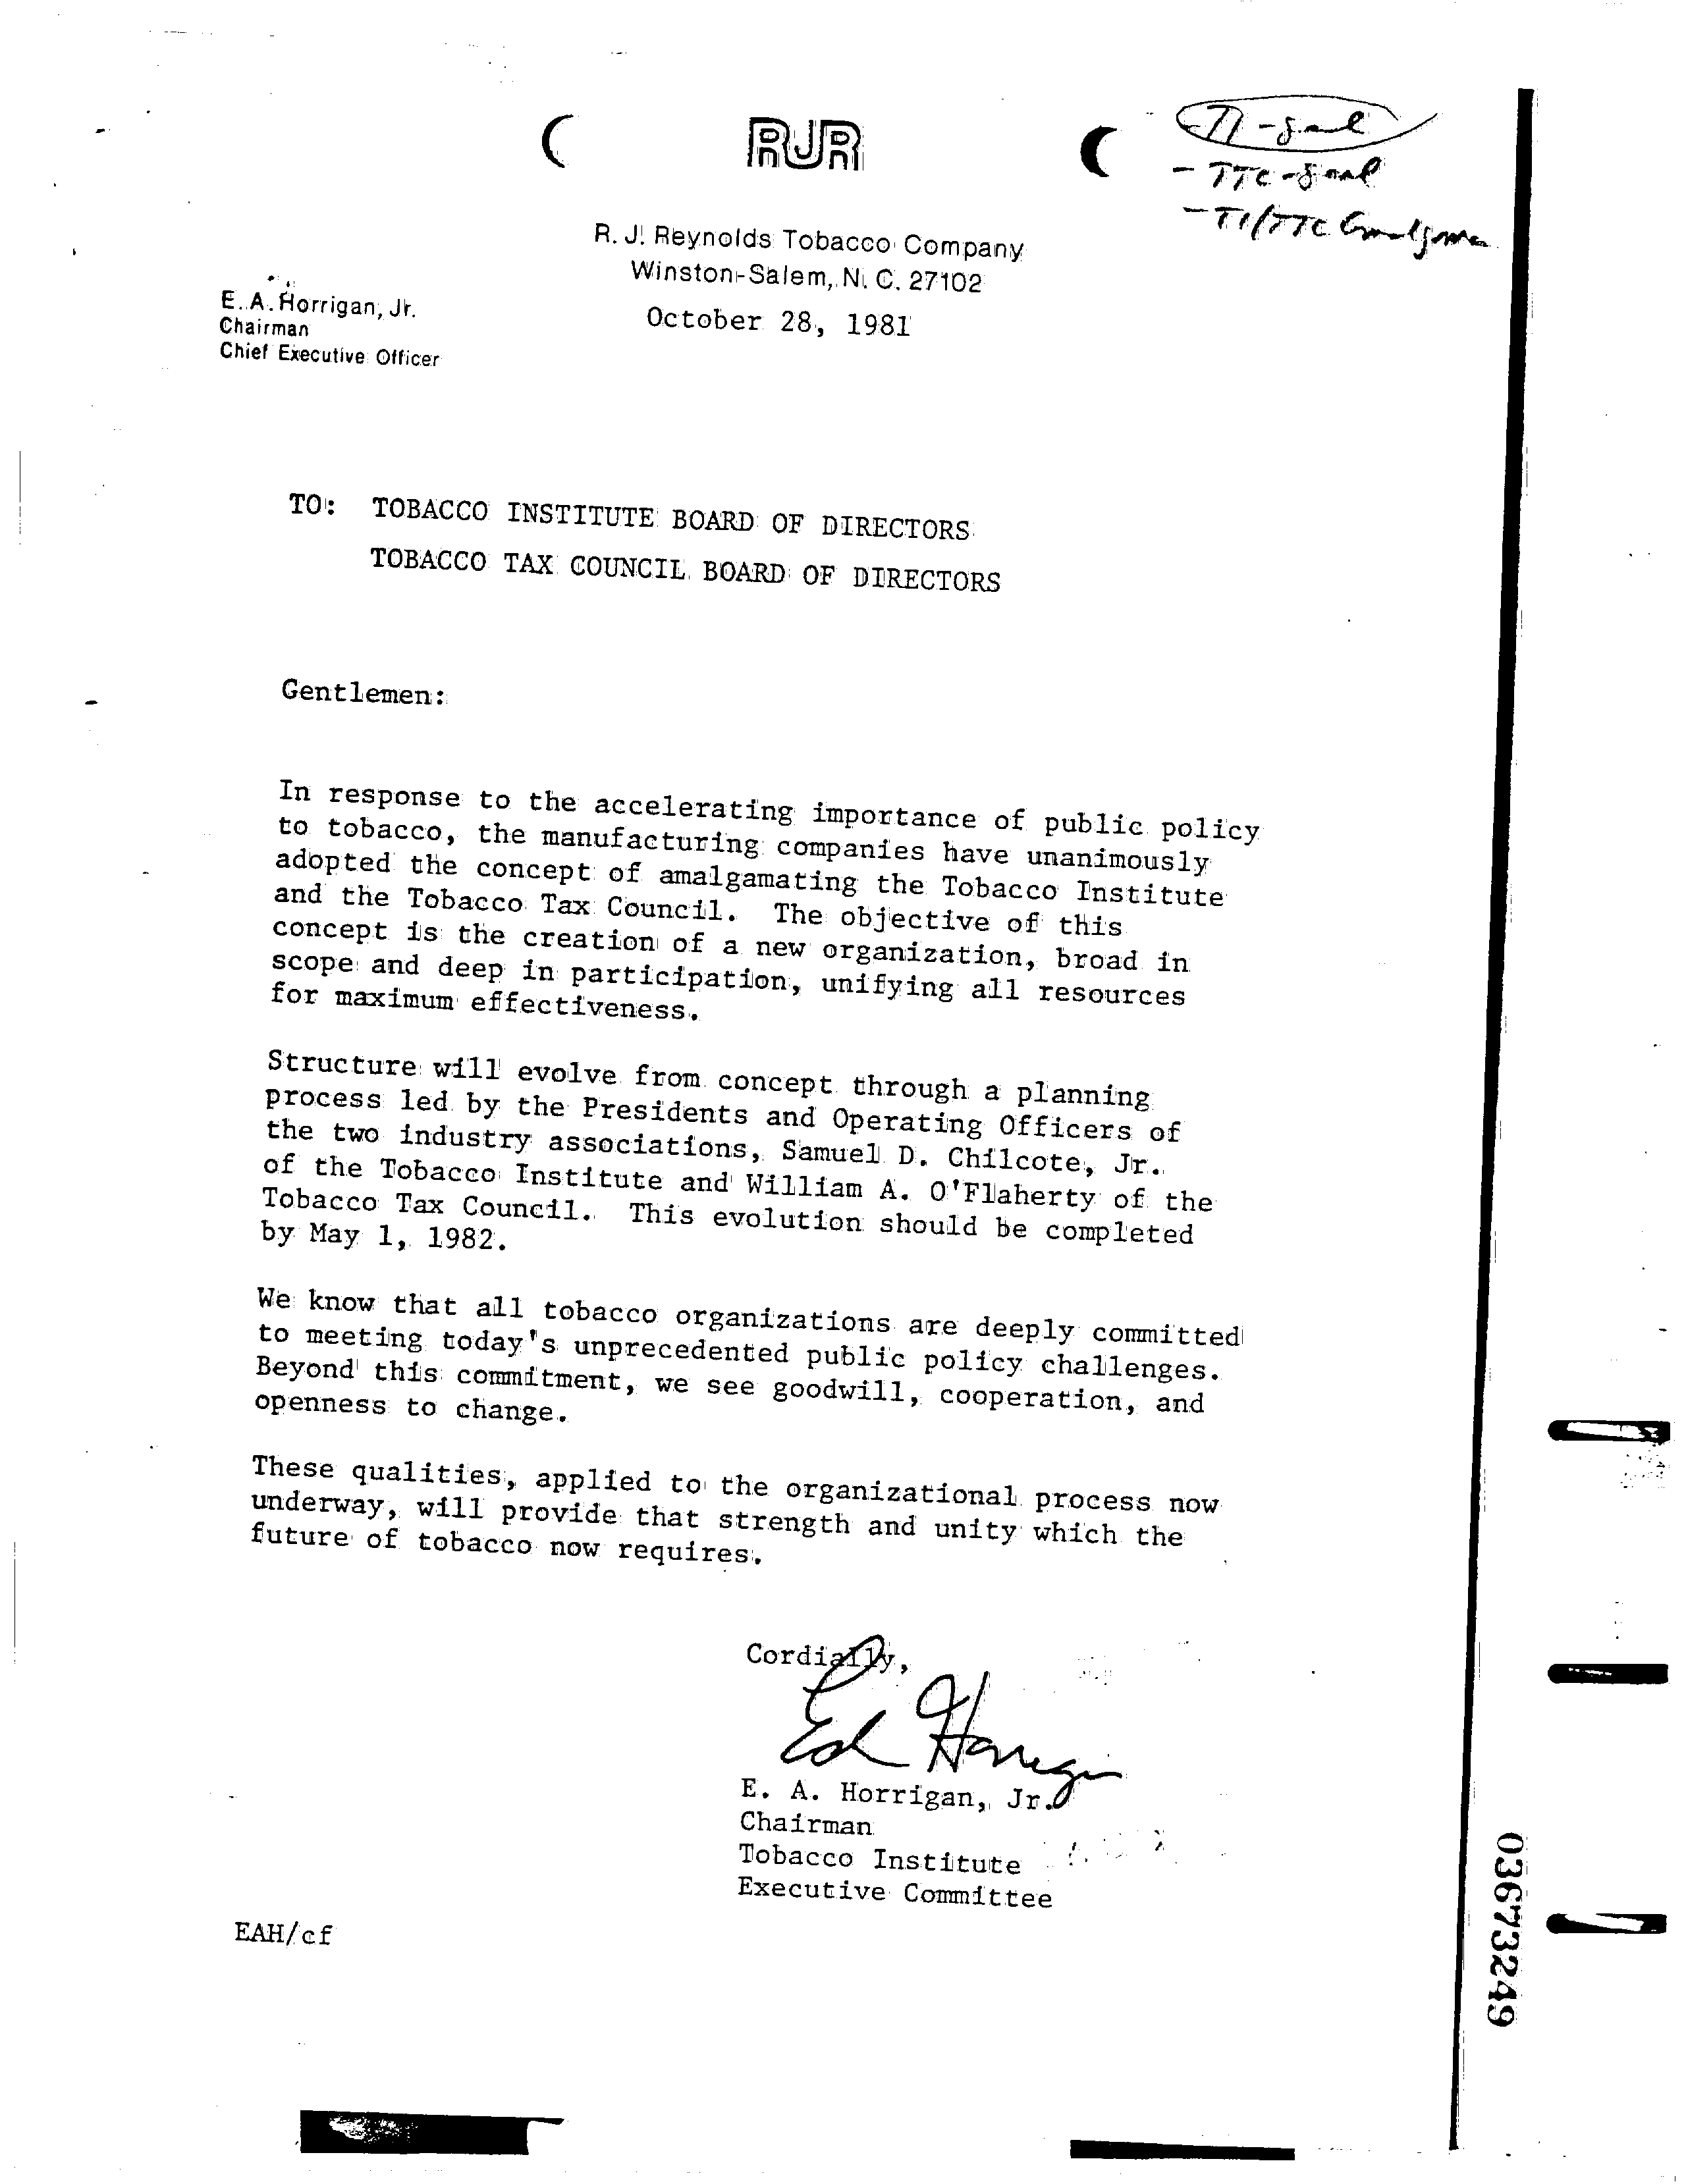 RJR
TI-
- TTC-
- TI/TTC
R. J. Reynolds Tobacco Company
Winston-Salem, N. C. 27102
October 28, 1981
E. A. Horrigan, Jr.
Chairman
Chief Executive Officer
TO: TOBACCO INSTITUTE BOARD OF DIRECTORS
TOBACCO TAX COUNCIL BOARD OF DIRECTORS
Gentlemen:
In response to the accelerating importance of public policy
to tobacco, the manufacturing companies have unanimously
adopted the concept of amalgamating the Tobacco Institute
and the Tobacco Tax Council. The objective of this
concept is the creation of a new organization, broad in
scope and deep in participation, unifying all resources
for maximum effectiveness.
Structure will evolve from concept through a planning
process led by the Presidents and Operating Officers of
the two industry associations, Samuel D. Chilcote, Jr.
of the Tobacco Institute and William A. O'Flaherty of the
Tobacco Tax Council. This evolution should be completed
by May 1, 1982.
We know that all tobacco organizations are deeply committed
to meeting today's unprecedented public policy challenges.
Beyond this commitment, we see goodwill, cooperation, and
openness to change.
These qualities, applied to the organizational process now
underway, will provide that strength and unity which the
future of tobacco now requires.
Cordially,
Ed Horrigan
E. A. Horrigan, Jr.
Chairman
Tobacco Institute
Executive Committee
EAH/cf
03673249